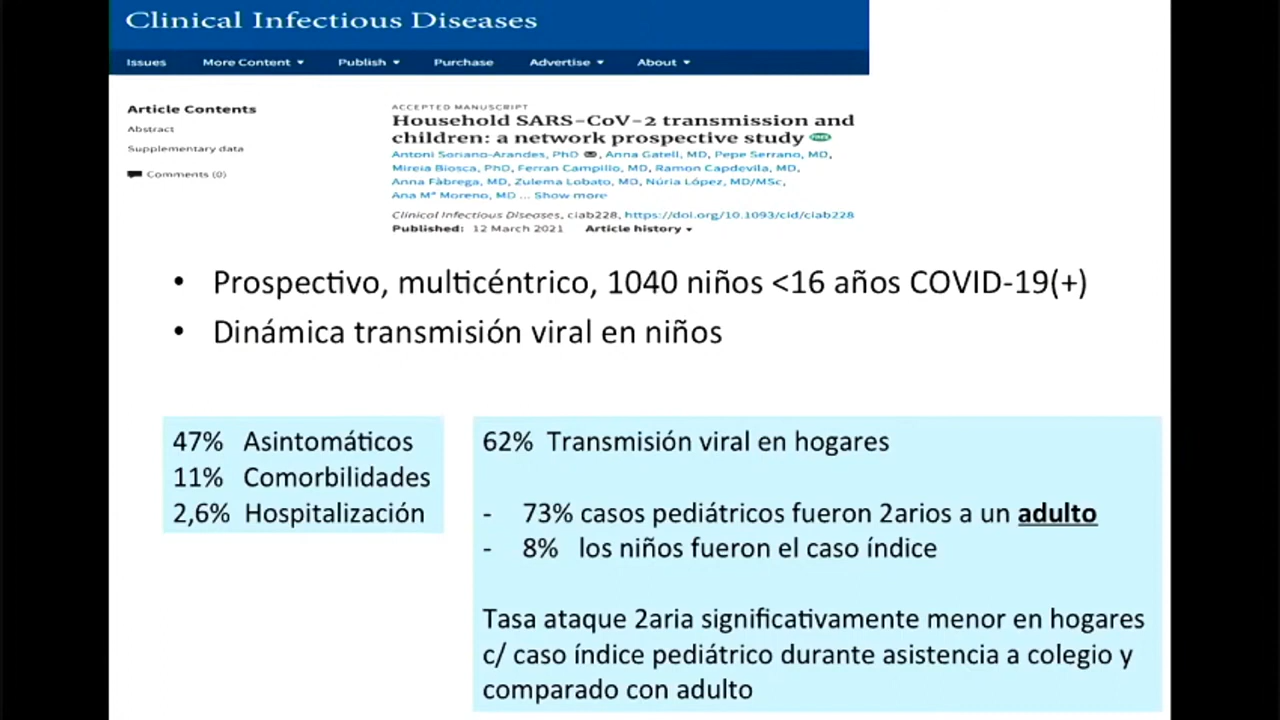 Clinical Infectious Diseases
Issues More Content Publish Purchase Advertise About
Article Contents
Abstract
Supplementary data
Comments (0)
ACCEPTED MANUSCRIPT
Household SARS-CoV-2 transmission and
children: a network prospective study
Antoni Soriano-Arandes, PhD, Anna Gatell, MD, Pepe Serrano, MD,
Mireia Biosca, PhD, Ferran Campillo, MD, Ramon Capdevila, MD,
Anna Fàbrega, MD, Zulema Lobato, MD, Núria López, MD/MSc,
Ana Mª Moreno, MD ... Show more
Clinical Infectious Diseases, ciab228, https://doi.org/10.1093/cid/ciab228
Published: 12 March 2021 Article history
• Prospectivo, multicéntrico, 1040 niños <16 años COVID-19(+)
• Dinámica transmisión viral en niños
47% Asintomáticos
11% Comorbilidades
2,6% Hospitalización
62% Transmisión viral en hogares
- 73% casos pediátricos fueron 2arios a un adulto
- 8% los niños fueron el caso índice
Tasa ataque 2aria significativamente menor en hogares
c/ caso índice pediátrico durante asistencia a colegio y
comparado con adulto